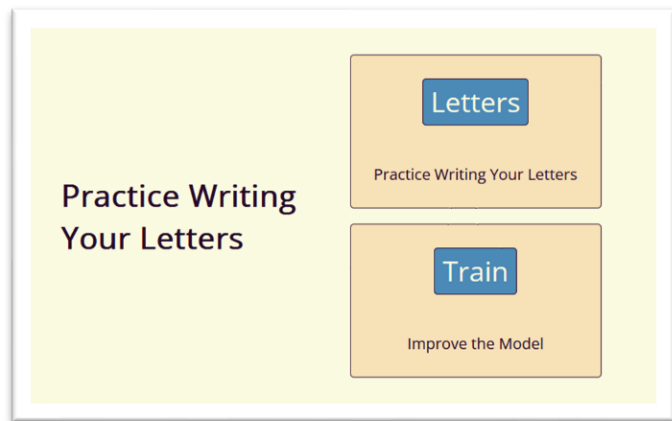 Practice Writing
Your Letters
Letters
Practice Writing Your Letters
Train
Improve the Model